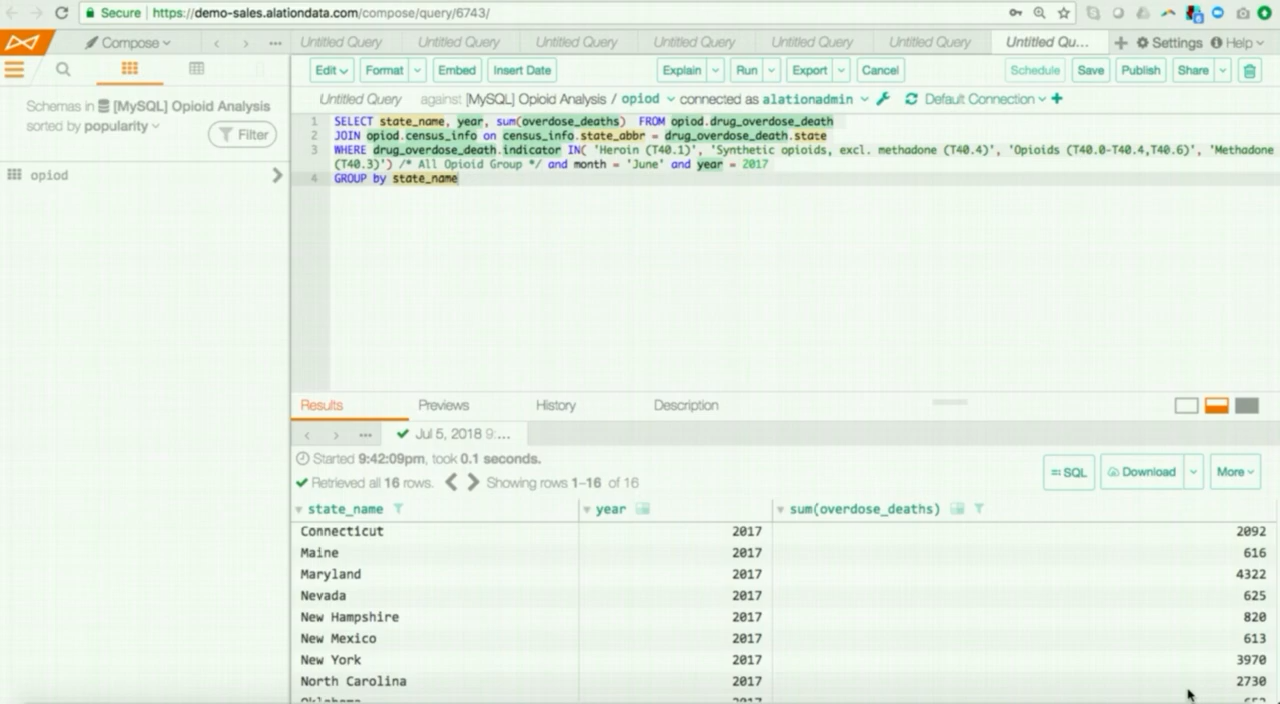 Secure https://demo-sales.alationdata.com/compose/query/6743/
Compose
Untitled Query Untitled Query Untitled Query Untitled Query Untitled Query Untitled Query Untitled Qu... Settings Help
Edit Format Embed Insert Date Explain Run Export Cancel Schedule Save Publish Share
Schemas in [MySQL] Opioid Analysis
sorted by popularity
Filter
opiod
Untitled Query against [MySQL] Opioid Analysis / opiod connected as alationadmin Default Connection
1 SELECT state_name, year, sum(overdose_deaths) FROM opiod.drug_overdose_death
2 JOIN opiod.census_info on census_info.state_abbr = drug_overdose_death.state
3 WHERE drug_overdose_death.indicator IN( 'Heroin (T40.1)', 'Synthetic opioids, excl. methadone (T40.4)', 'Opioids (T40.0-T40.4,T40.6)', 'Methadone
(T40.3)') /* All Opioid Group */ and month = 'June' and year = 2017
4 GROUP by state_name
Results Previews History Description
Jul 5, 2018 9:...
Started 9:42:09pm, took 0.1 seconds.
Retrieved all 16 rows. Showing rows 1–16 of 16
SQL Download More
state_name year sum(overdose_deaths)
Connecticut 2017 2092
Maine 2017 616
Maryland 2017 4322
Nevada 2017 625
New Hampshire 2017 820
New Mexico 2017 613
New York 2017 3970
North Carolina 2017 2730